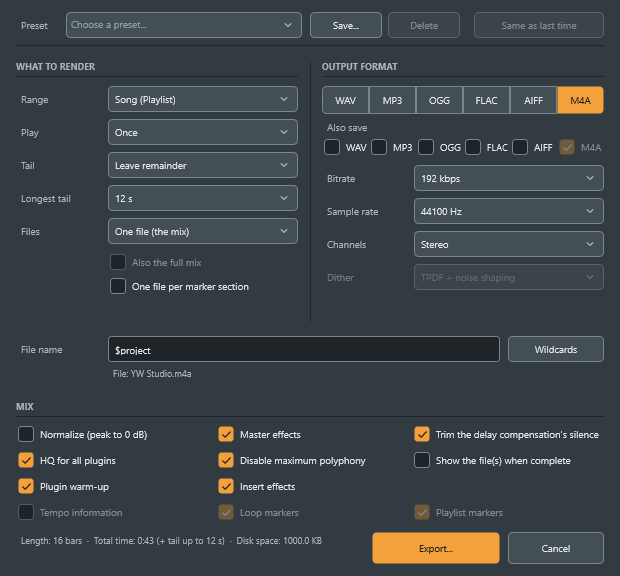 Preset Choose a preset... Save... Delete Same as last time
WHAT TO RENDER
Range Song (Playlist)
Play Once
Tail Leave remainder
Longest tail 12 s
Files One file (the mix)
Also the full mix
One file per marker section
OUTPUT FORMAT
WAV MP3 OGG FLAC AIFF M4A
Also save
WAV MP3 OGG FLAC AIFF M4A
Bitrate 192 kbps
Sample rate 44100 Hz
Channels Stereo
Dither TPDF + noise shaping
File name $project Wildcards
File: YW Studio.m4a
MIX
Normalize (peak to 0 dB) Master effects Trim the delay compensation's silence
HQ for all plugins Disable maximum polyphony Show the file(s) when complete
Plugin warm-up Insert effects
Tempo information Loop markers Playlist markers
Length: 16 bars · Total time: 0:43 (+ tail up to 12 s) · Disk space: 1000.0 KB
Export... Cancel